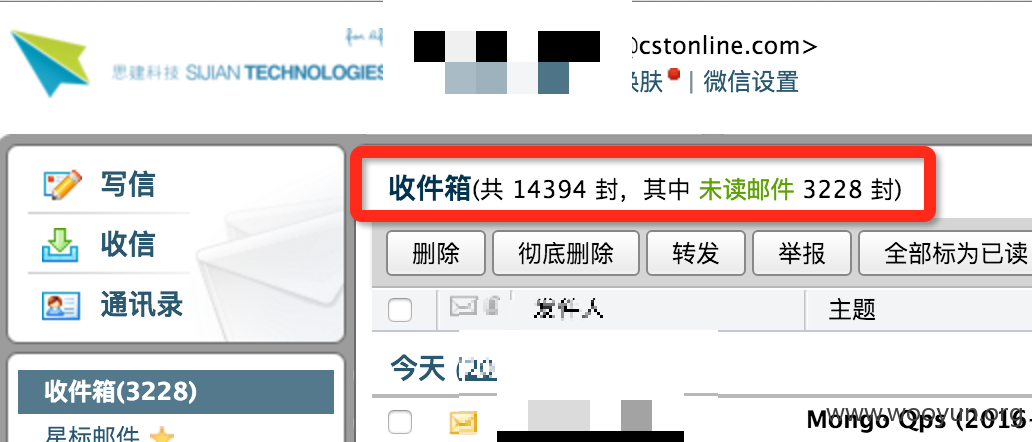 思建科技 SIJIAN TECHNOLOGIES
@cstonline.com>
换肤 | 微信设置
写信
收信
通讯录
收件箱(3228)
星标邮件
收件箱(共 14394 封，其中 未读邮件 3228 封)
删除 彻底删除 转发 举报 全部标为已读
发件人 主题
今天 (20
Mongo Qps (2016-
www.wooyun.org